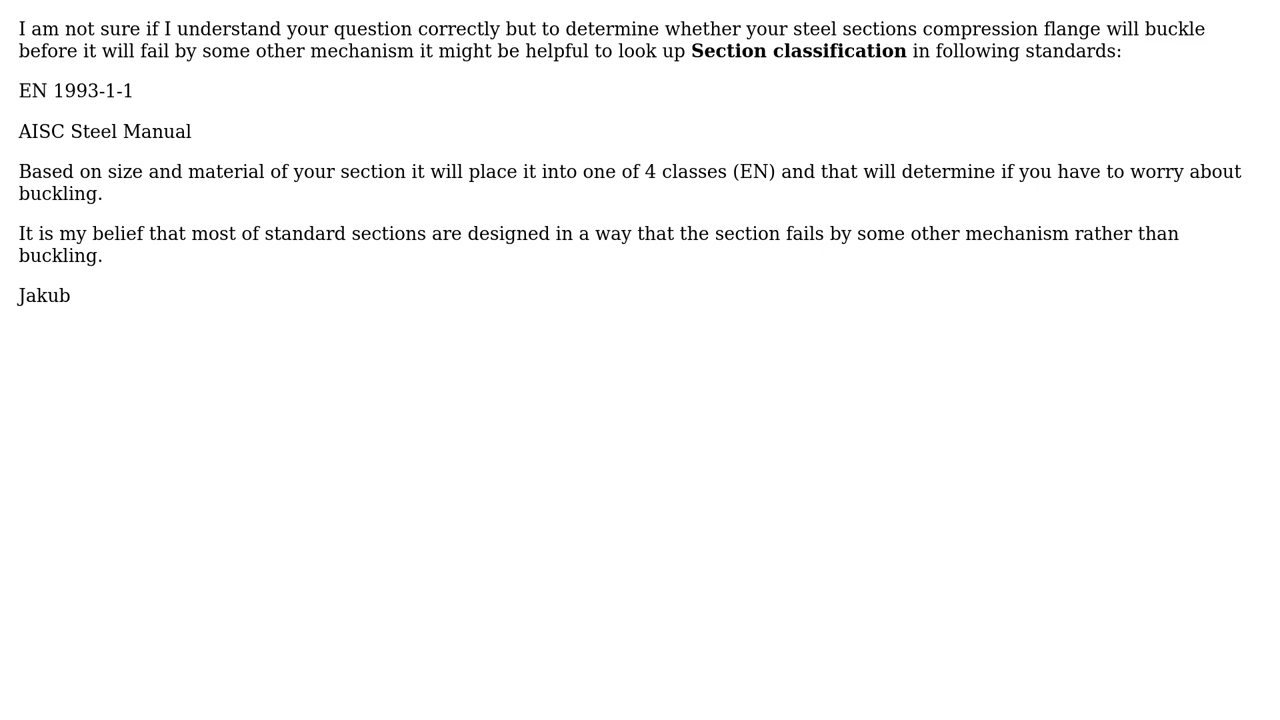 I am not sure if I understand your question correctly but to determine whether your steel sections compression flange will buckle
before it will fail by some other mechanism it might be helpful to look up Section classification in following standards:
EN 1993-1-1
AISC Steel Manual
Based on size and material of your section it will place it into one of 4 classes (EN) and that will determine if you have to worry about
buckling.
It is my belief that most of standard sections are designed in a way that the section fails by some other mechanism rather than
buckling.
Jakub